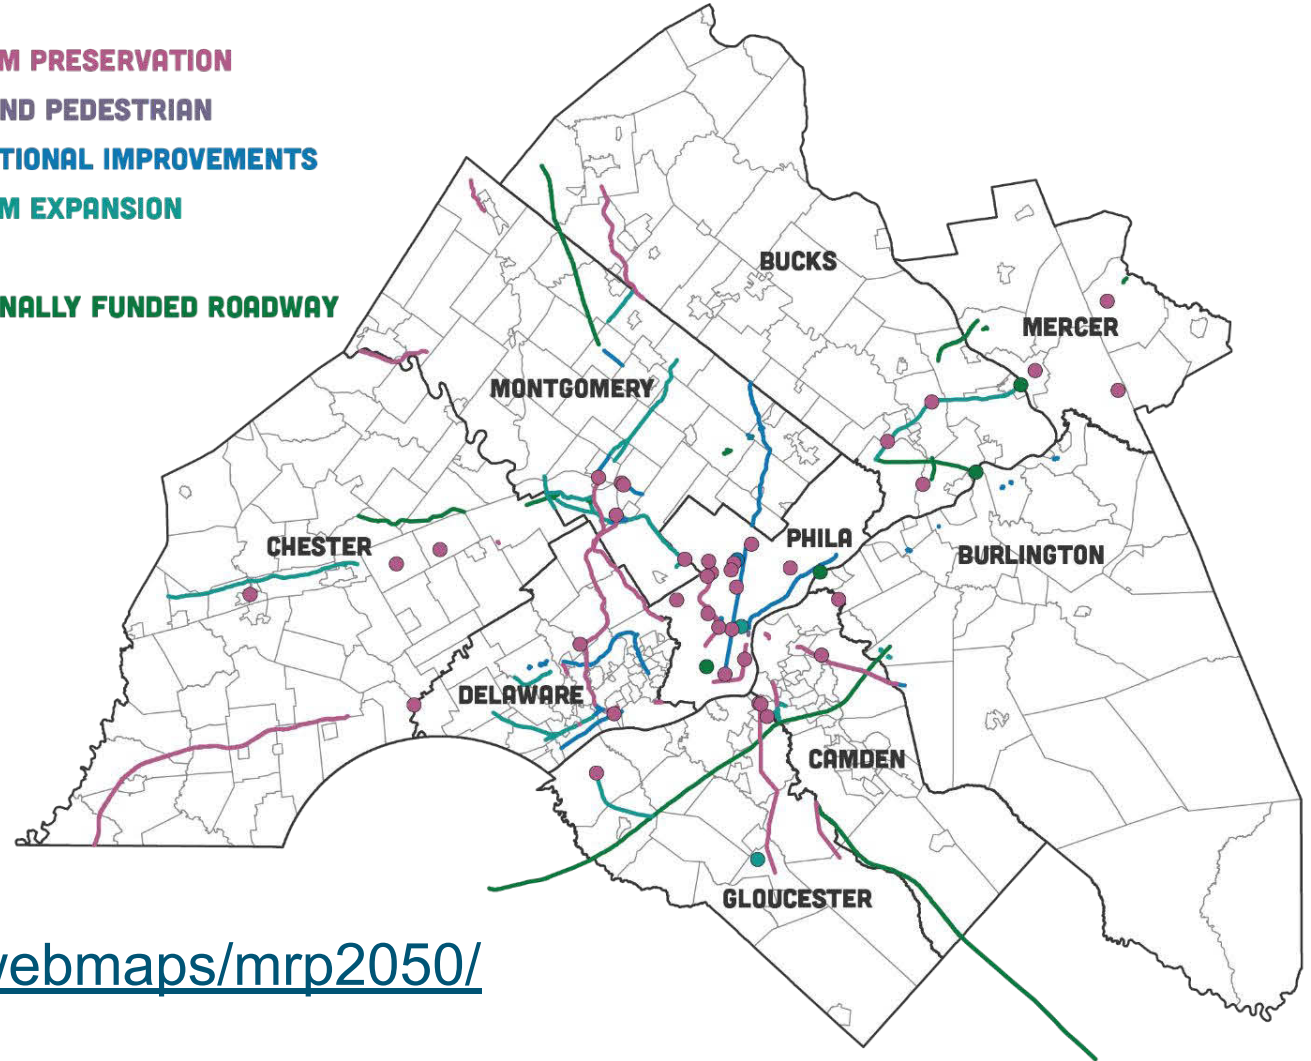 M PRESERVATION
ND PEDESTRIAN
TIONAL IMPROVEMENTS
M EXPANSION
NALLY FUNDED ROADWAY
BUCKS
MERCER
MONTGOMERY
PHILA
CHESTER
BURLINGTON
DELAWARE
CAMDEN
GLOUCESTER
webmaps/mrp2050/